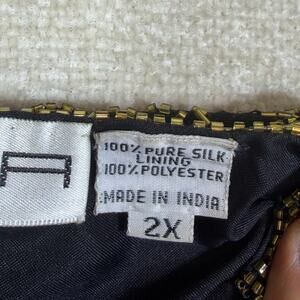 100% PURE SILK
LINING
100% POLYESTER
MADE IN INDIA
2X